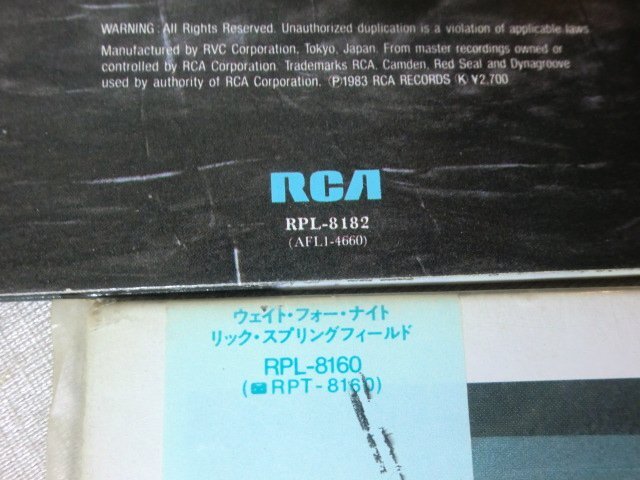 WARNING: All Rights Reserved. Unauthorized duplication is a violation of applicable laws.
Manufactured by RVC Corporation, Tokyo, Japan. From master recordings owned or
controlled by RCA Corporation. Trademarks RCA, Camden, Red Seal and Dynagroove
used by authority of RCA Corporation. Ⓟ1983 RCA RECORDS Ⓚ ¥2,700
RCA
RPL-8182
(AFL1-4660)
ウェイト・フォー・ナイト
リック・スプリングフィールド
RPL-8160
(RPT-8160)